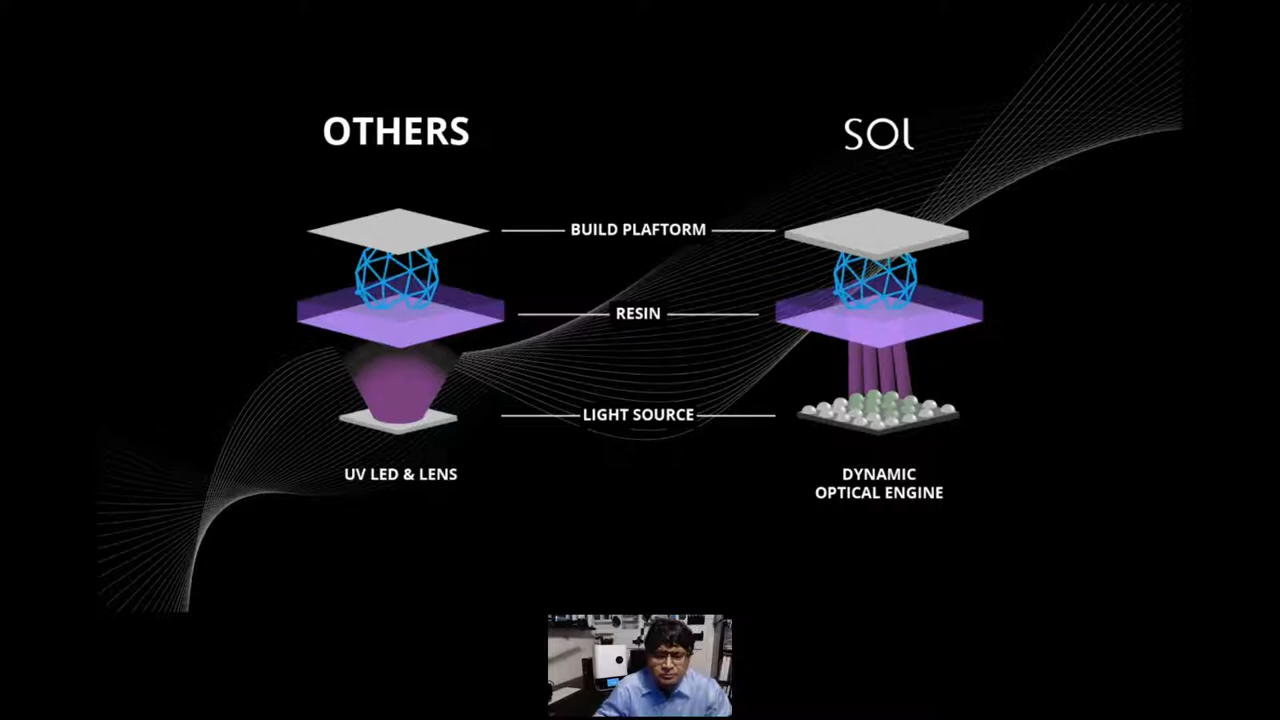 OTHERS
SOL
BUILD PLAFTORM
RESIN
LIGHT SOURCE
UV LED & LENS
DYNAMIC
OPTICAL ENGINE